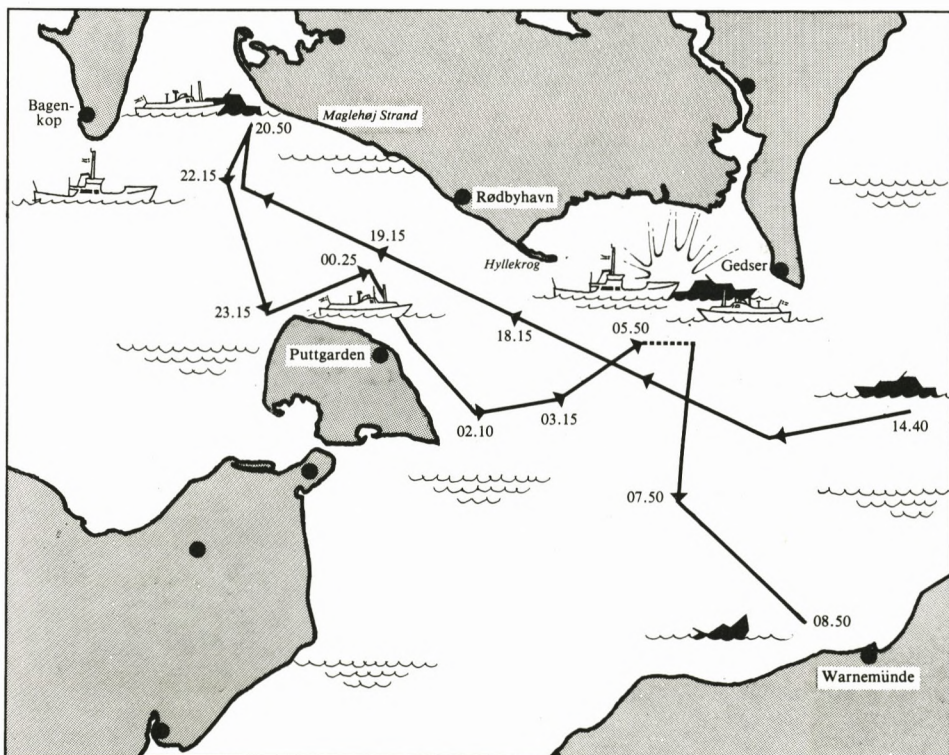 Bagen-
kop
20.50
Maglehøj Strand
22.15
Rødbyhavn
19.15
00.25
Hyllekrog
Gedser
23.15
18.15
05.50
Puttgarden
02.10
03.15
14.40
07.50
08.50
Warnemünde